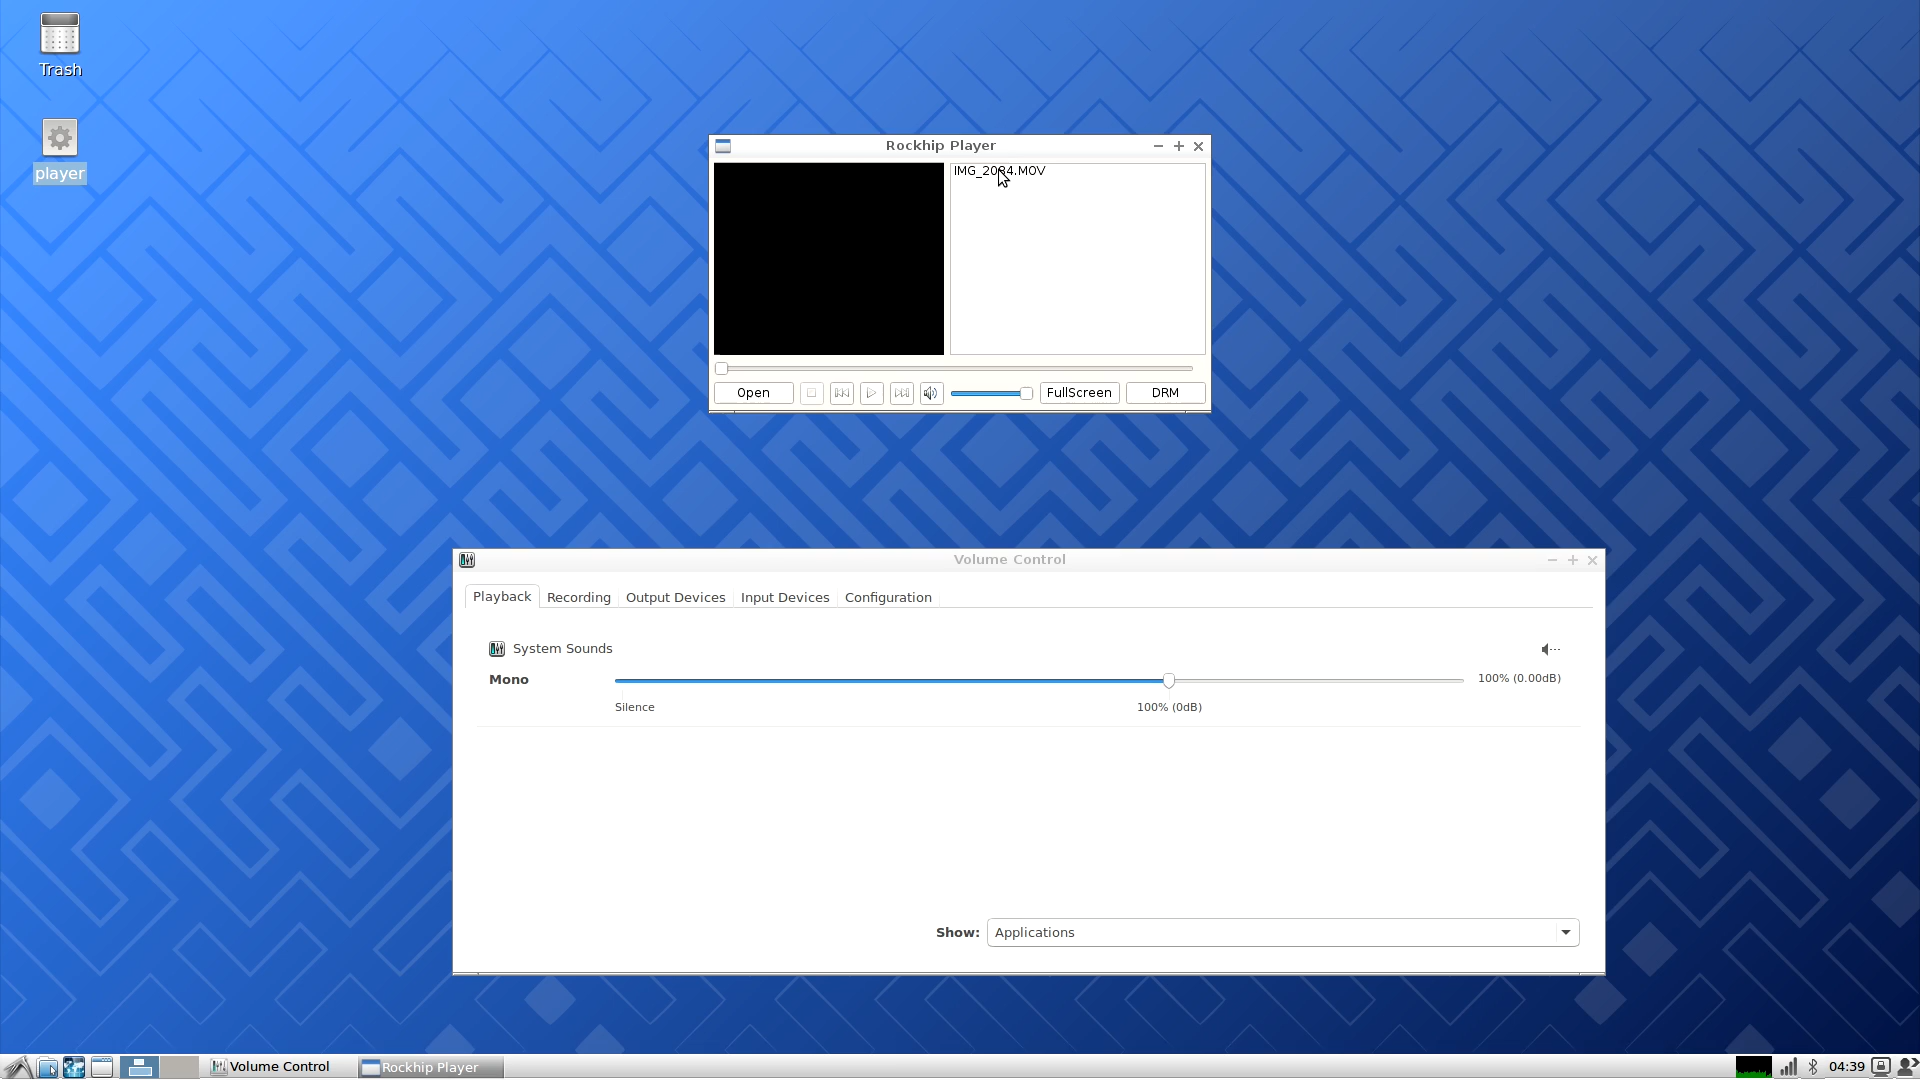 Trash
player
Rockhip Player
IMG_2034.MOV
Open
FullScreen
DRM
Volume Control
Playback
Recording
Output Devices
Input Devices
Configuration
System Sounds
Mono
100% (0.00dB)
Silence
100% (0dB)
Show:
Applications
Volume Control
Rockhip Player
04:39